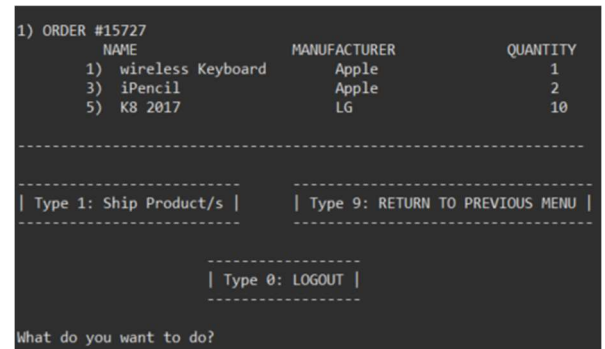 1) ORDER #15727
NAME MANUFACTURER QUANTITY
1) wireless Keyboard Apple 1
3) iPencil Apple 2
5) K8 2017 LG 10
------------------------------------------------------------------
-------------------------- -----------------------------------
| Type 1: Ship Product/s | | Type 9: RETURN TO PREVIOUS MENU |
-------------------------- -----------------------------------
------------------
| Type 0: LOGOUT |
------------------
What do you want to do?